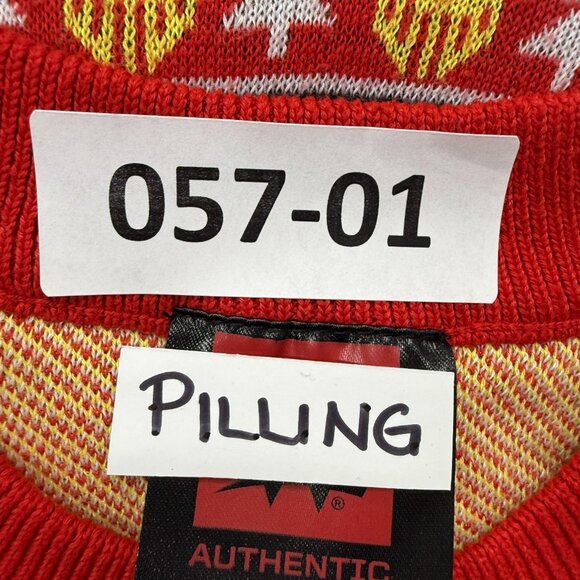 057-01
PILLING
®
AUTHENTIC